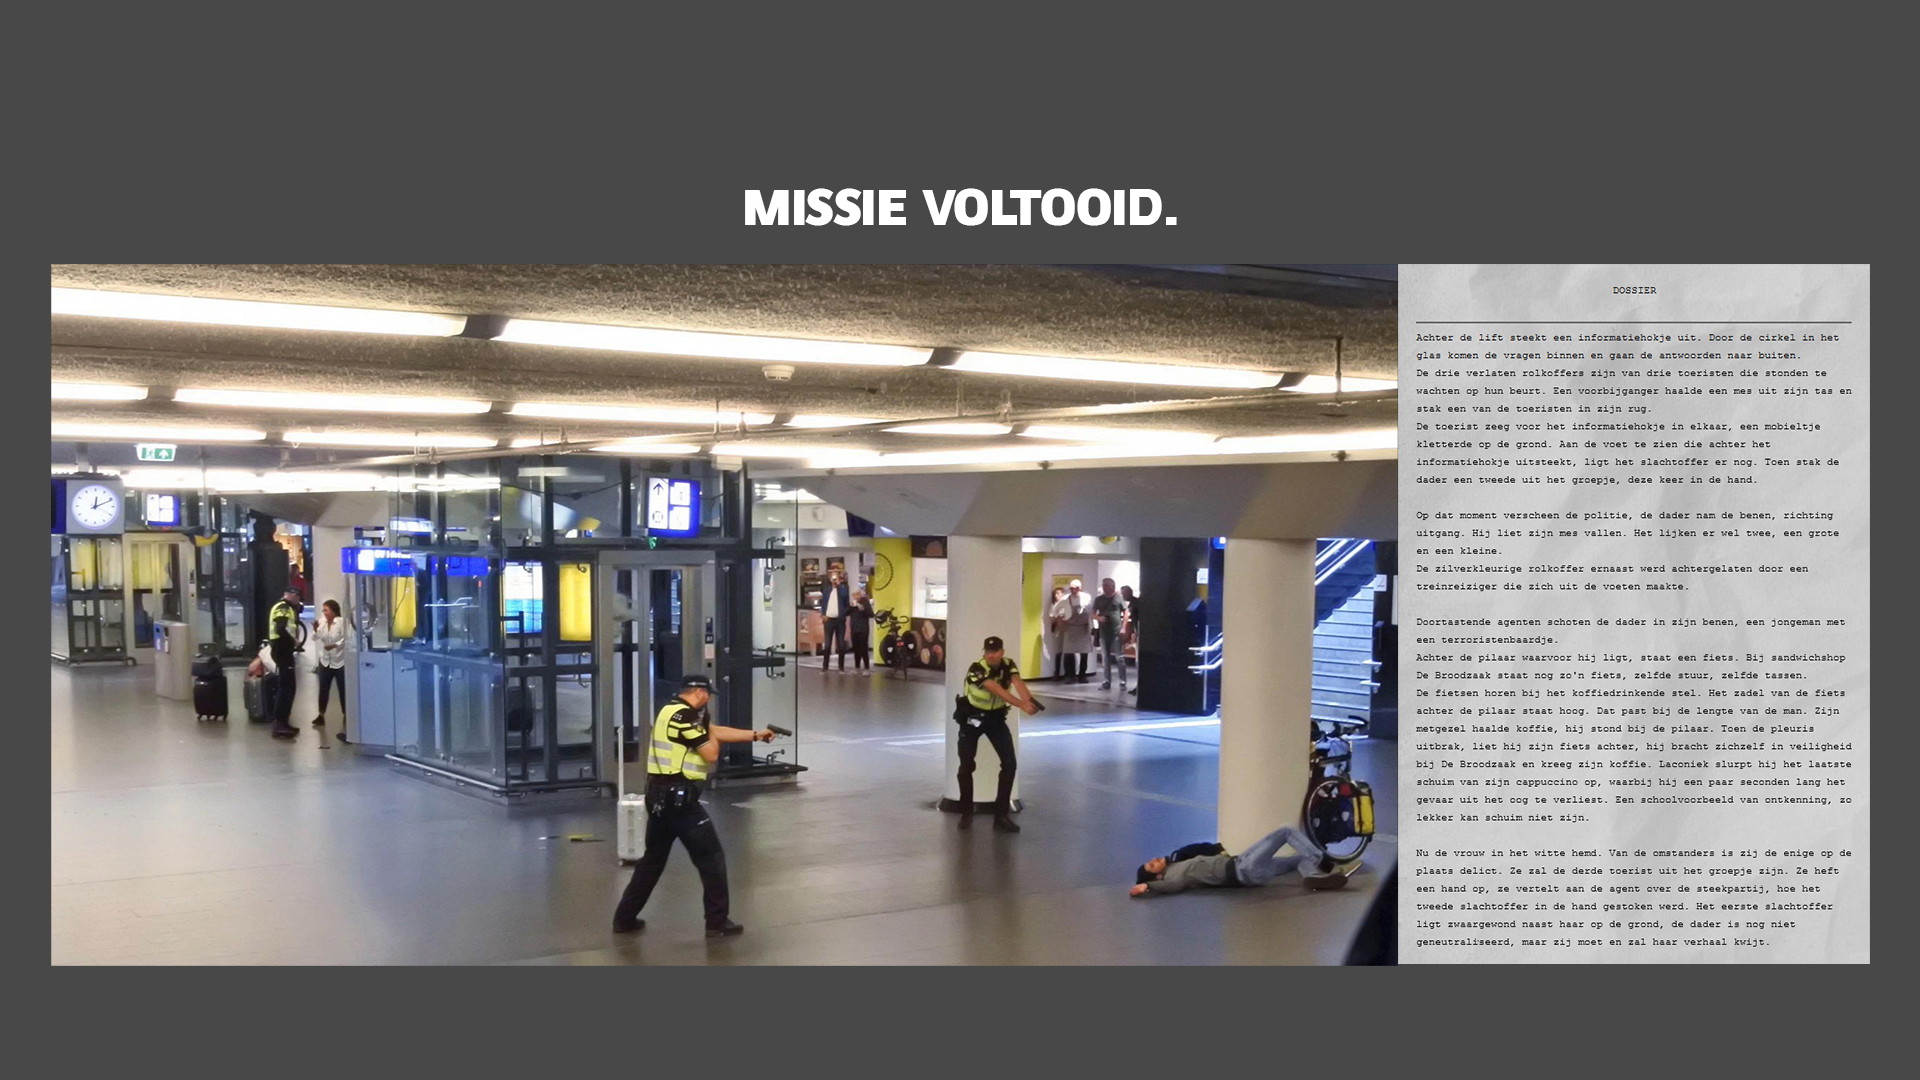 MISSIE VOLTOOID.
DOSSIER
Achter de lift steekt een informatiehokje uit. Door de cirkel in het
glas komen de vragen binnen en gaan de antwoorden naar buiten.
De drie verlaten rolkoffers zijn van drie toeristen die stonden te
wachten op hun beurt. Een voorbijganger haalde een mes uit zijn tas en
stak een van de toeristen in zijn rug.
De toerist zeeg voor het informatiehokje in elkaar, een mobieltje
kletterde op de grond. Aan de voet te zien die achter het
informatiehokje uitsteekt, ligt het slachtoffer er nog. Toen stak de
dader een tweede uit het groepje, deze keer in de hand.
Op dat moment verscheen de politie, de dader nam de benen, richting
uitgang. Hij liet zijn mes vallen. Het lijken er wel twee, een grote
en een kleine.
De zilverkleurige rolkoffer ernaast werd achtergelaten door een
treinreiziger die zich uit de voeten maakte.
Doortastende agenten schoten de dader in zijn benen, een jongeman met
een terroristenbaardje.
Achter de pilaar waarvoor hij ligt, staat een fiets. Bij sandwichshop
De Broodzaak staat nog zo'n fiets, zelfde stuur, zelfde tassen.
De fietsen horen bij het koffiedrinkende stel. Het zadel van de fiets
achter de pilaar staat hoog. Dat past bij de lengte van de man. Zijn
metgezel haalde koffie, hij stond bij de pilaar. Toen de pleuris
uitbrak, liet hij zijn fiets achter, hij bracht zichzelf in veiligheid
bij De Broodzaak en kreeg zijn koffie. Laconiek slurpt hij het laatste
schuim van zijn cappuccino op, waarbij hij een paar seconden lang het
gevaar uit het oog te verliest. Een schoolvoorbeeld van ontkenning, zo
lekker kan schuim niet zijn.
Nu de vrouw in het witte hemd. Van de omstanders is zij de enige op de
plaats delict. Ze zal de derde toerist uit het groepje zijn. Ze heft
een hand op, ze vertelt aan de agent over de steekpartij, hoe het
tweede slachtoffer in de hand gestoken werd. Het eerste slachtoffer
ligt zwaargewond naast haar op de grond, de dader is nog niet
geneutraliseerd, maar zij moet en zal haar verhaal kwijt.